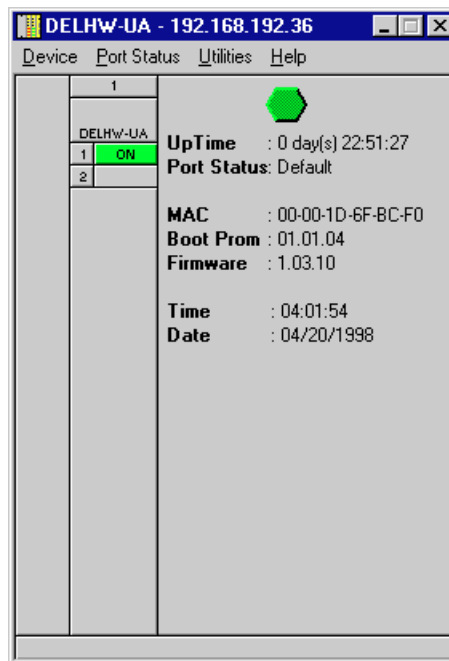 DELHW-UA - 192.168.192.36
Device Port Status Utilities Help
1
DELHW-UA
1 ON
2
UpTime : 0 day(s) 22:51:27
Port Status: Default
MAC : 00-00-1D-6F-BC-F0
Boot Prom : 01.01.04
Firmware : 1.03.10
Time : 04:01:54
Date : 04/20/1998